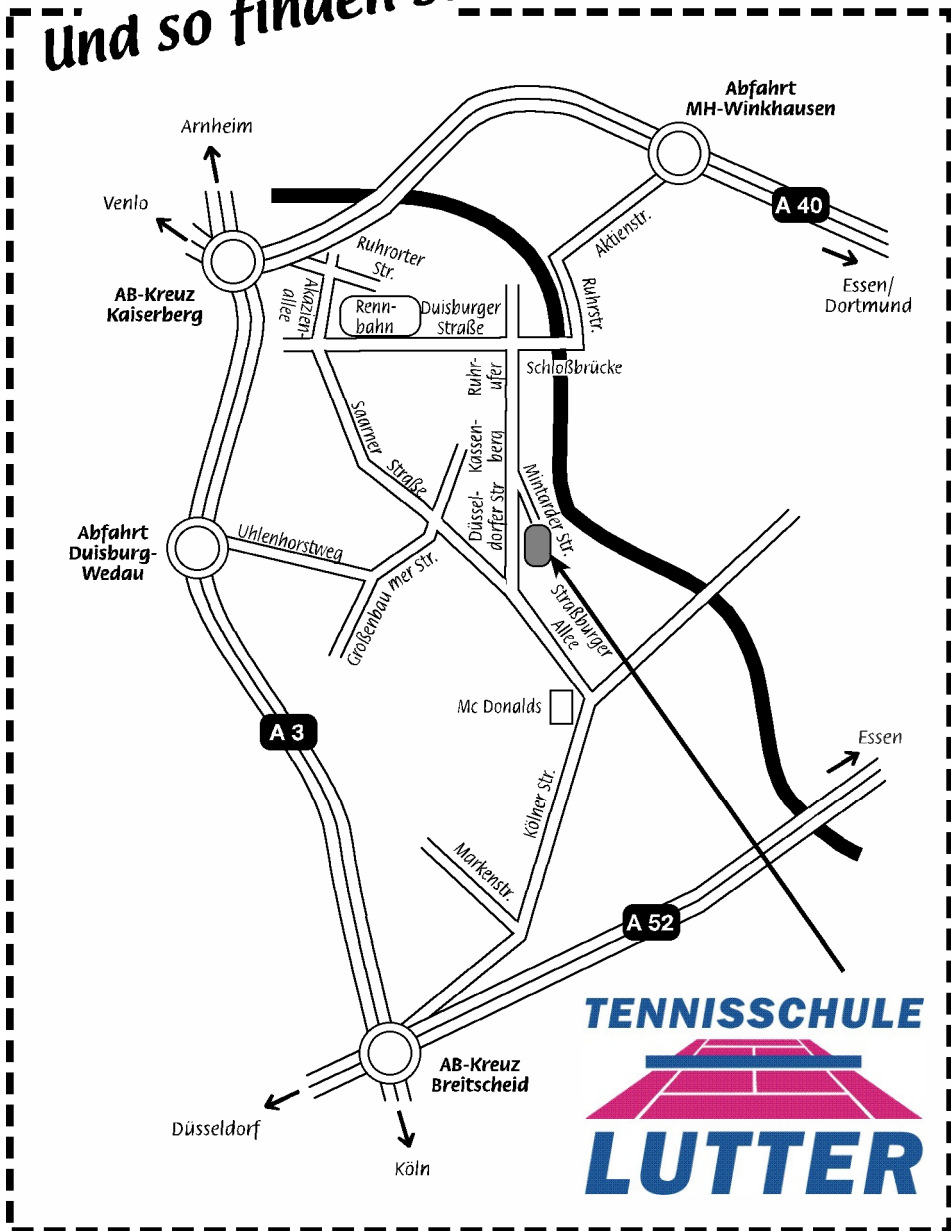 Und so finden
Abfahrt
MH-Winkhausen
Arnheim
Venlo
A 40
Aktienstr.
Ruhrorter
Str.
Essen/
Dortmund
AB-Kreuz
Kaiserberg
Akazien-
allee
Renn-
bahn
Duisburger
Straße
Ruhrstr.
Schloßbrücke
Ruhr-
ufer
Saarner
Straße
Kassen-
berg
Mintarder Str.
Düssel-
dorfer Str
Abfahrt
Duisburg-
Wedau
Uhlenhorstweg
Großenbau mer Str.
Straßburger
Allee
Mc Donalds
A 3
Essen
Kölner Str.
Markenstr.
A 52
AB-Kreuz
Breitscheid
Düsseldorf
Köln
TENNISSCHULE
LUTTER